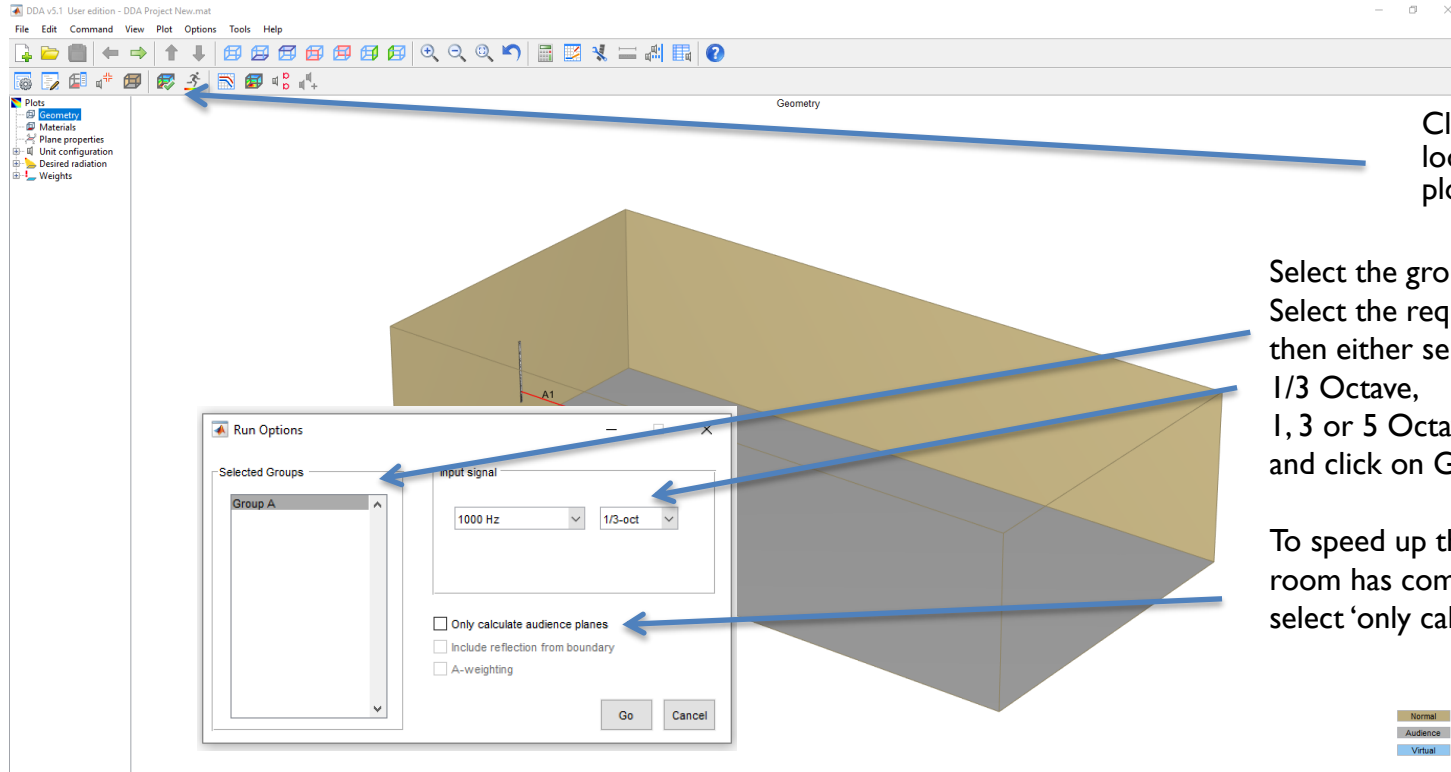 DDA v5.1 User edition - DDA Project New.mat
File Edit Command View Plot Options Tools Help
Plots
Geometry
Materials
Plane properties
Unit configuration
Desired radiation
Weights
Geometry
A1
Run Options
Selected Groups
Group A
Input signal
1000 Hz
1/3-oct
Only calculate audience planes
Include reflection from boundary
A-weighting
Go
Cancel
Select the gro
Select the req
then either se
1/3 Octave,
1, 3 or 5 Octa
and click on G
To speed up th
room has com
select ‘only cal
Normal
Audience
Virtual